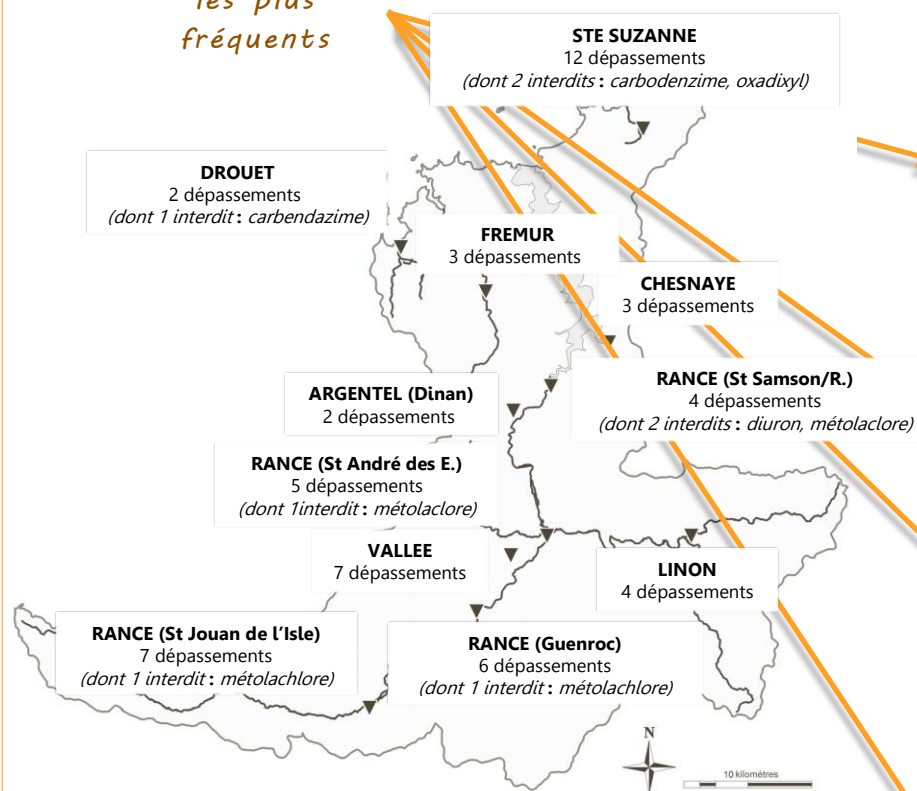 les plus
fréquents
STE SUZANNE
12 dépassements
(dont 2 interdits : carbodenzime, oxadixyl)
DROUET
2 dépassements
(dont 1 interdit : carbendazime)
FREMUR
3 dépassements
CHESNAYE
3 dépassements
RANCE (St Samson/R.)
4 dépassements
(dont 2 interdits : diuron, métolaclore)
ARGENTEL (Dinan)
2 dépassements
RANCE (St André des E.)
5 dépassements
(dont 1interdit : métolaclore)
VALLEE
7 dépassements
LINON
4 dépassements
RANCE (St Jouan de l'Isle)
7 dépassements
(dont 1 interdit : métolachlore)
RANCE (Guenroc)
6 dépassements
(dont 1 interdit : métolachlore)
N
10 kilométres